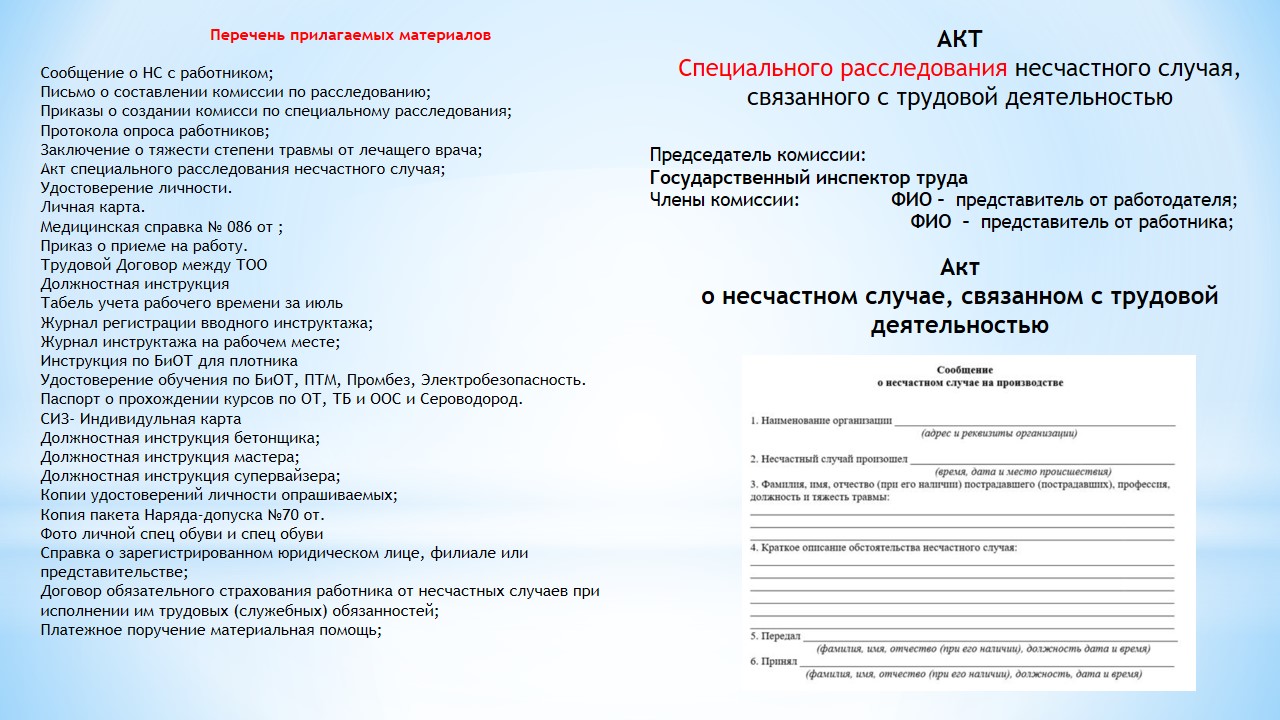 Перечень прилагаемых материалов
Сообщение о НС с работником;
Письмо о составлении комиссии по расследованию;
Приказы о создании комисси по специальному расследования;
Протокола опроса работников;
Заключение о тяжести степени травмы от лечащего врача;
Акт специального расследования несчастного случая;
Удостоверение личности.
Личная карта.
Медицинская справка № 086 от ;
Приказ о приеме на работу.
Трудовой Договор между ТОО
Должностная инструкция
Табель учета рабочего времени за июль
Журнал регистрации вводного инструктажа;
Журнал инструктажа на рабочем месте;
Инструкция по БиОТ для плотника
Удостоверение обучения по БиОТ, ПТМ, Промбез, Электробезопасность.
Паспорт о прохождении курсов по ОТ, ТБ и ООС и Сероводород.
СИЗ- Индивидульная карта
Должностная инструкция бетонщика;
Должностная инструкция мастера;
Должностная инструкция супервайзера;
Копии удостоверений личности опрашиваемых;
Копия пакета Наряда-допуска №70 от.
Фото личной спец обуви и спец обуви
Справка о зарегистрированном юридическом лице, филиале или
представительстве;
Договор обязательного страхования работника от несчастных случаев при
исполнении им трудовых (служебных) обязанностей;
Платежное поручение материальная помощь;
АКТ
Специального расследования несчастного случая,
связанного с трудовой деятельностью
Председатель комиссии:
Государственный инспектор труда
Члены комиссии: ФИО – представитель от работодателя;
ФИО – представитель от работника;
Акт
о несчастном случае, связанном с трудовой
деятельностью
Сообщение
о несчастном случае на производстве
1. Наименование организации
(адрес и реквизиты организации)
2. Несчастный случай произошел
(время, дата и место происшествия)
3. Фамилия, имя, отчество (при его наличии) пострадавшего (пострадавших), профессия,
должность и тяжесть травмы:
4. Краткое описание обстоятельства несчастного случая:
5. Передал
(фамилия, имя, отчество (при его наличии), должность дата и время)
6. Принял
(фамилия, имя, отчество (при его наличии), должность, дата и время)